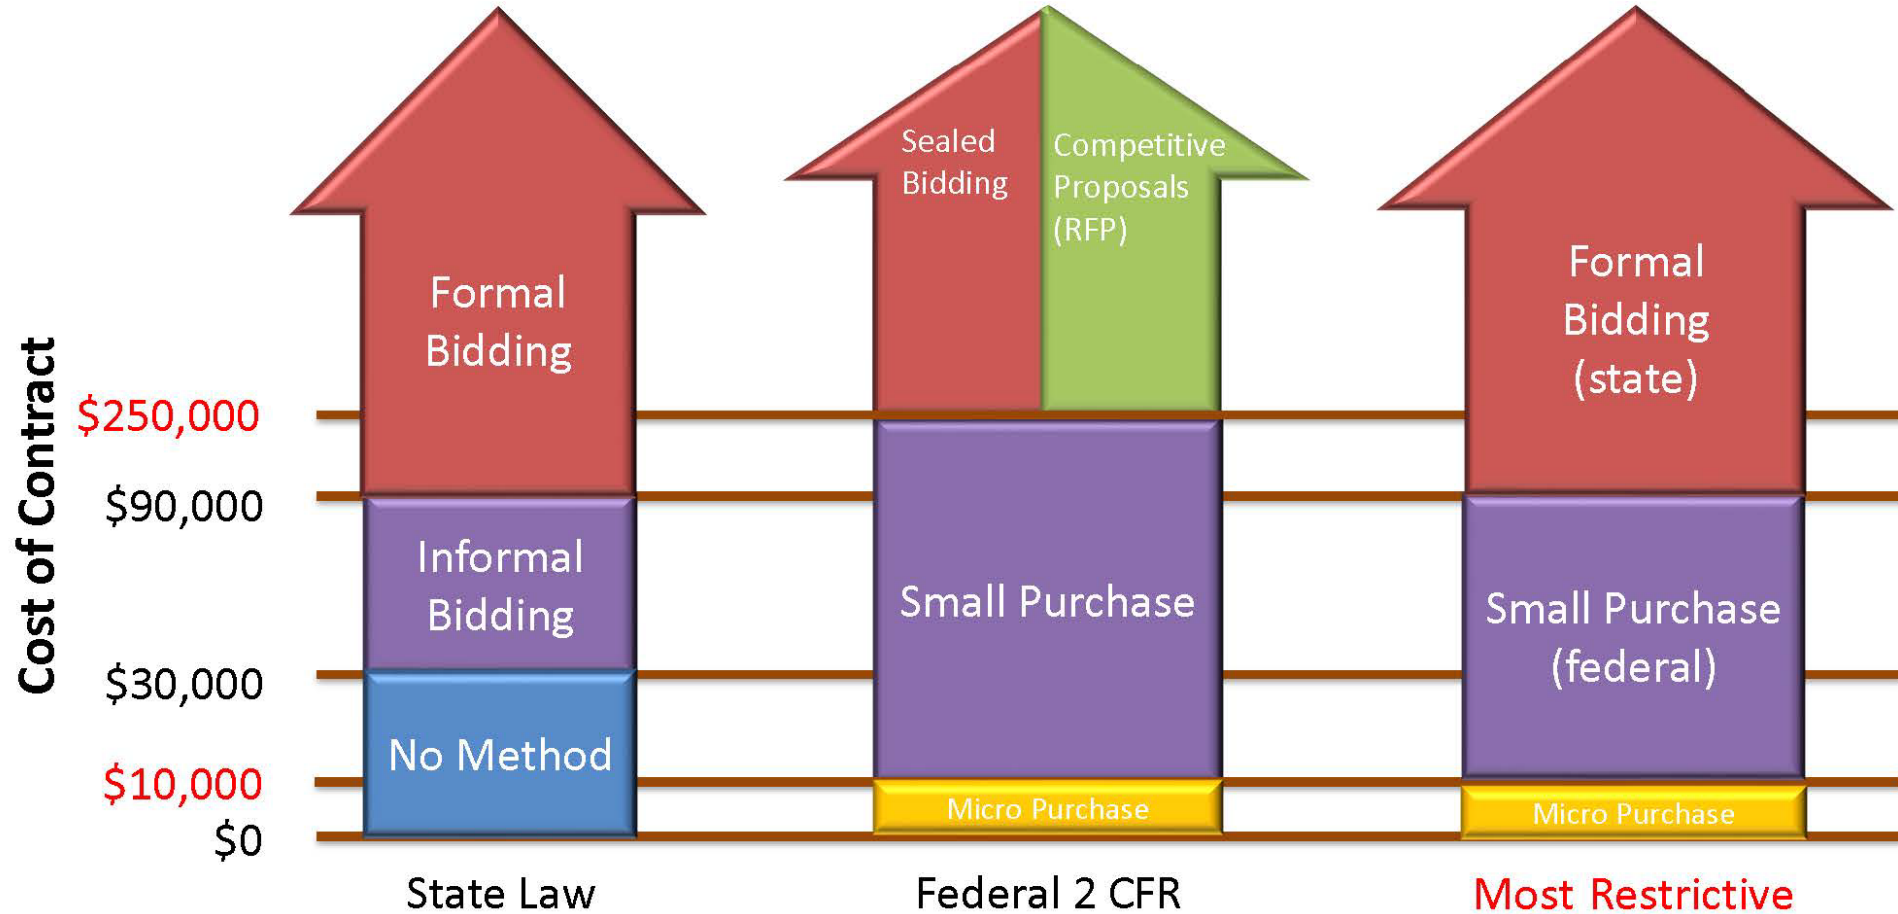 Cost of Contract
$250,000
$90,000
$30,000
$10,000
$0
Formal
Bidding
Informal
Bidding
No Method
State Law
Sealed
Bidding
Competitive
Proposals
(RFP)
Small Purchase
Micro Purchase
Federal 2 CFR
Formal
Bidding
(state)
Small Purchase
(federal)
Micro Purchase
Most Restrictive